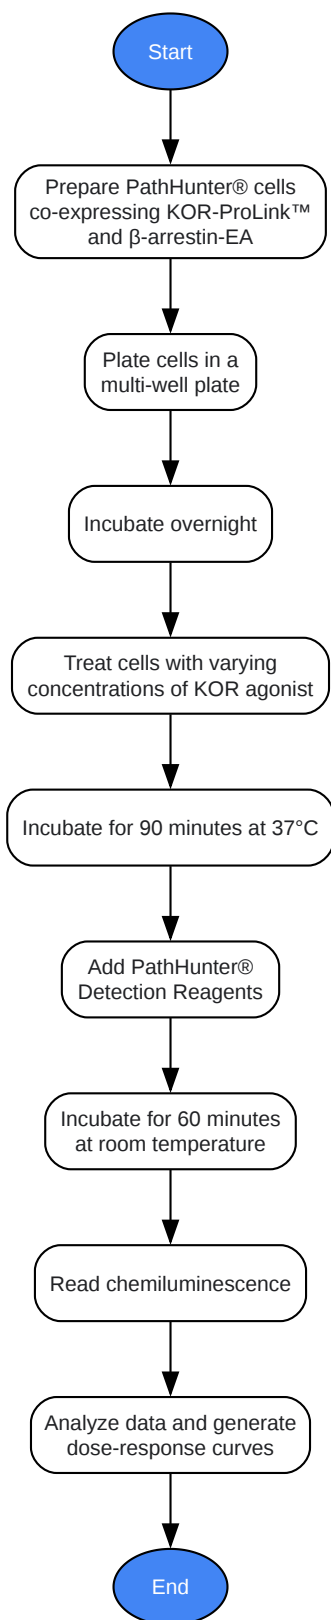 Start
Prepare PathHunter® cells
co-expressing KOR-ProLink™
and β-arrestin-EA
Plate cells in a
multi-well plate
Incubate overnight
Treat cells with varying
concentrations of KOR agonist
Incubate for 90 minutes at 37°C
Add PathHunter®
Detection Reagents
Incubate for 60 minutes
at room temperature
Read chemiluminescence
Analyze data and generate
dose-response curves
End